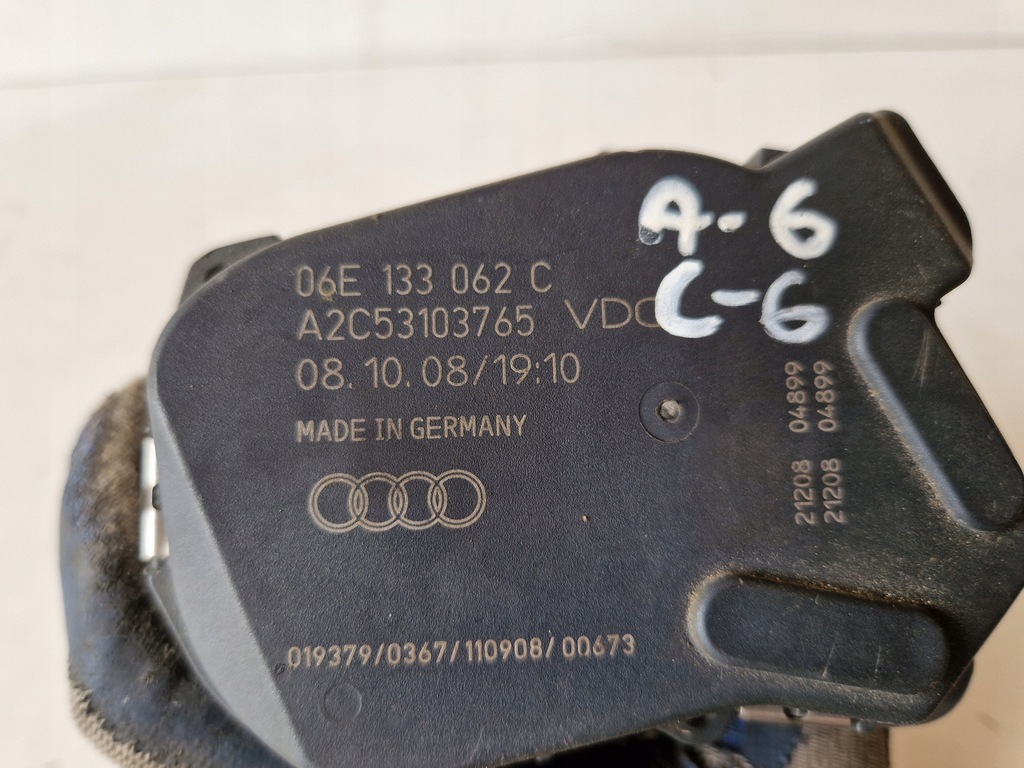 A-6
C-6
06E 133 062 C
A2C53103765 VDO
08.10.08/19:10
MADE IN GERMANY
21208 04899
21208 04899
019379/0367/110908/00673